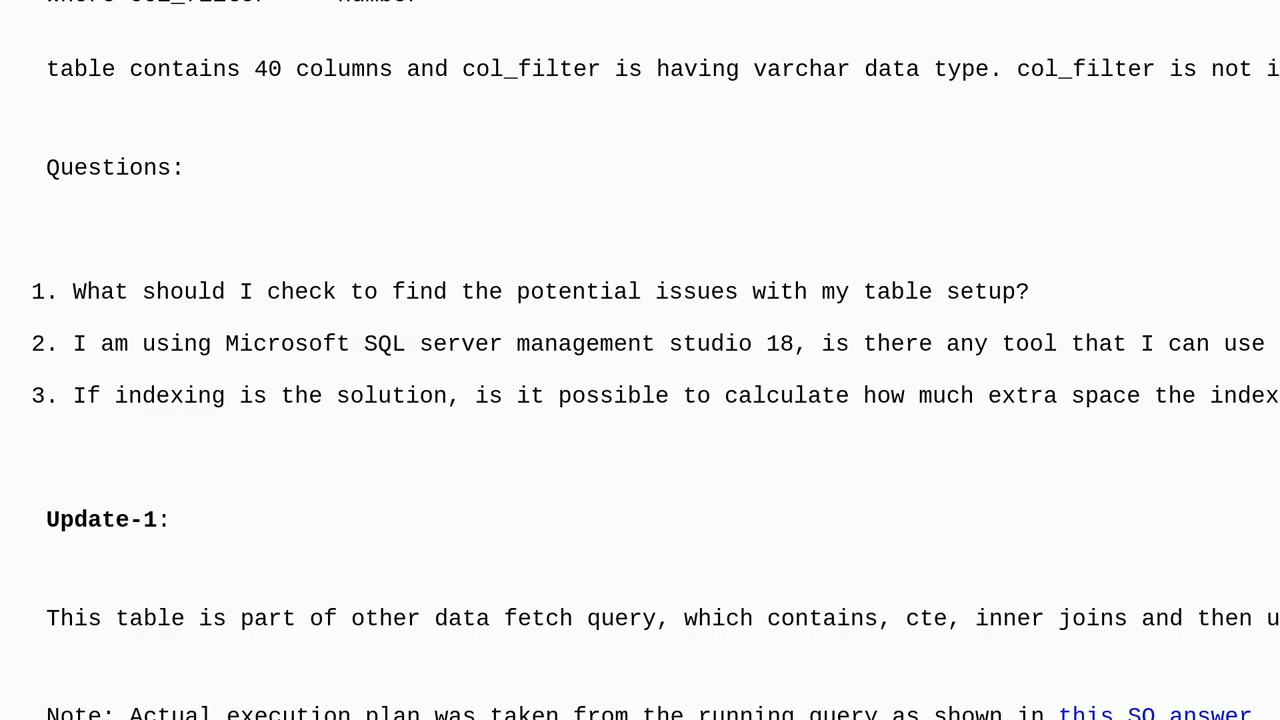 where col_filter = 'number'
table contains 40 columns and col_filter is having varchar data type. col_filter is not i
Questions:
1. What should I check to find the potential issues with my table setup?
2. I am using Microsoft SQL server management studio 18, is there any tool that I can use
3. If indexing is the solution, is it possible to calculate how much extra space the index
Update-1:
This table is part of other data fetch query, which contains, cte, inner joins and then u
Note: Actual execution plan was taken from the running query as shown in this SO answer